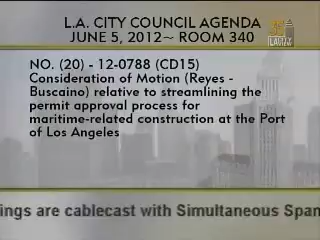 L.A. CITY COUNCIL AGENDA
JUNE 5, 2012~ ROOM 340
NO. (20) - 12-0788 (CD15)
Consideration of Motion (Reyes -
Buscaino) relative to streamlining the
permit approval process for
maritime-related construction at the Port
of Los Angeles
ings are cablecast with Simultaneous Span